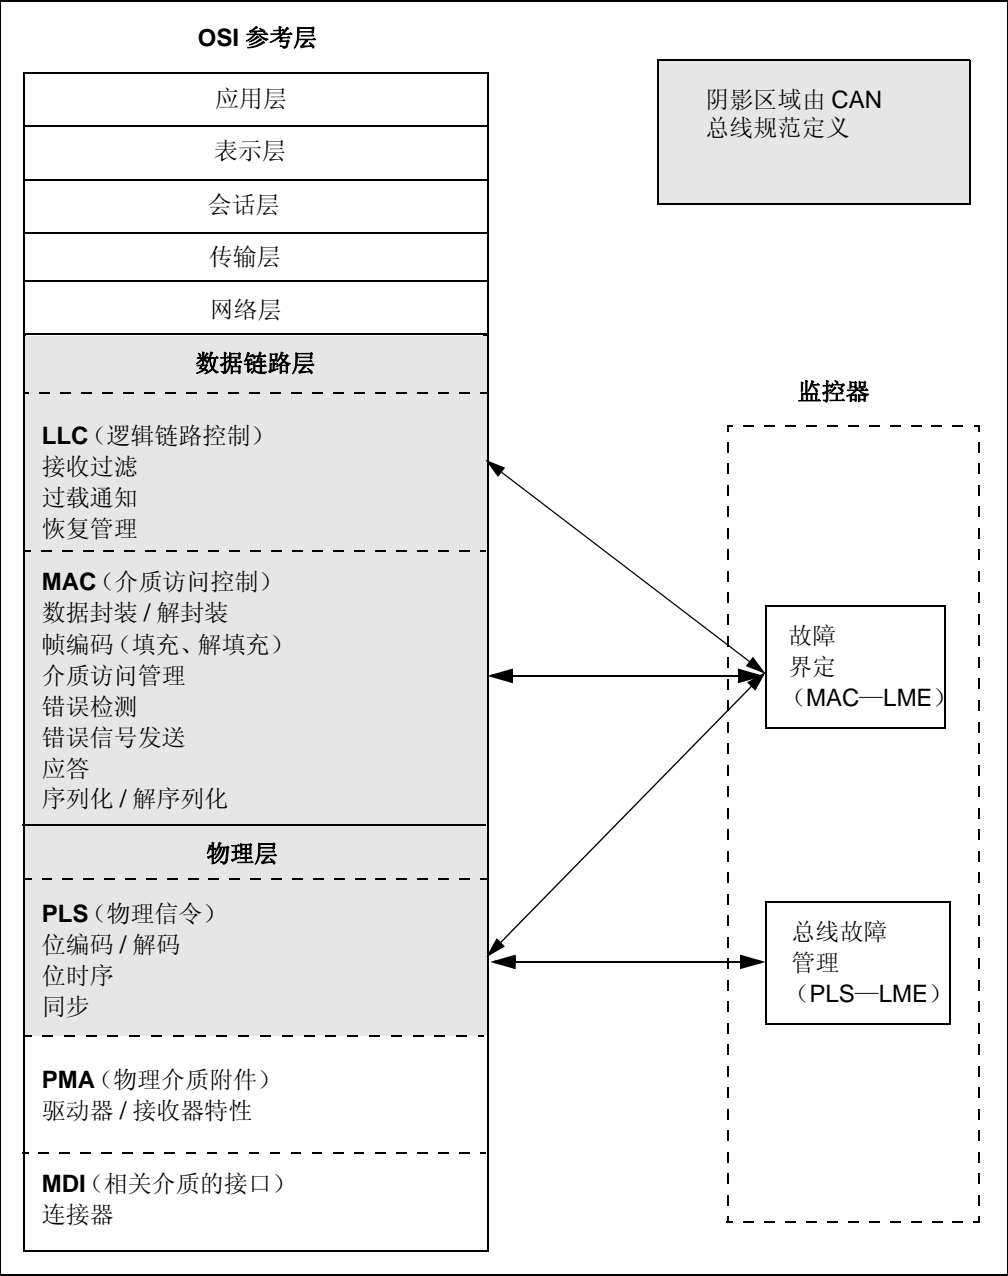 OSI 参考层
应用层
表示层
会话层
传输层
网络层
数据链路层
LLC（逻辑链路控制）
接收过滤
过载通知
恢复管理
MAC（介质访问控制）
数据封装 / 解封装
帧编码（填充、解填充）
介质访问管理
错误检测
错误信号发送
应答
序列化 / 解序列化
物理层
PLS（物理信令）
位编码 / 解码
位时序
同步
PMA（物理介质附件）
驱动器 / 接收器特性
MDI（相关介质的接口）
连接器
阴影区域由 CAN
总线规范定义
监控器
故障
界定
（MAC—LME）
总线故障
管理
（PLS—LME）